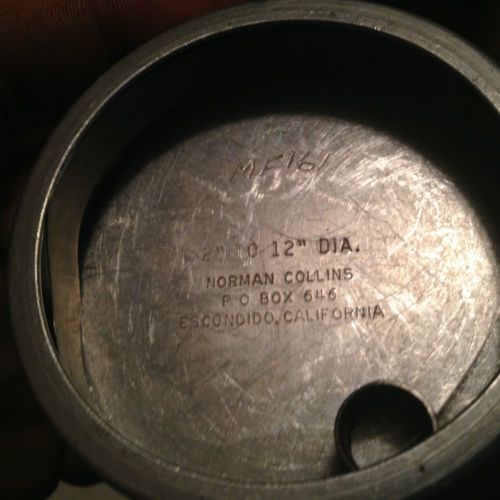 MF161
2" TO 12" DIA.
NORMAN COLLINS
P O BOX 646
ESCONDIDO, CALIFORNIA